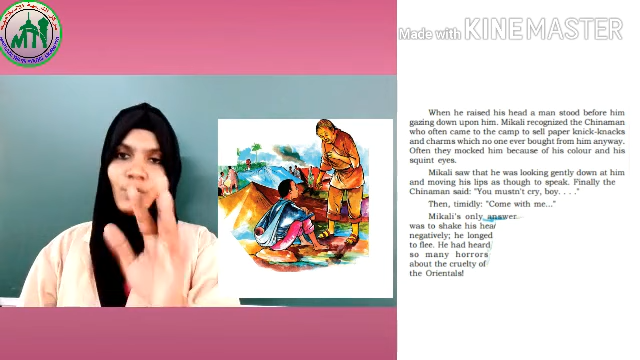 Made with KINEMASTER
When he raised his head a man stood before him
gazing down upon him. Mikali recognized the Chinaman
who often came to the camp to sell paper knick-knacks
and charms which no one ever bought from him anyway.
Often they mocked him because of his colour and his
squint eyes.
Mikali saw that he was looking gently down at him
and moving his lips as though to speak. Finally the
Chinaman said: "You mustn't cry, boy. . . ."
Then, timidly: "Come with me..."
Mikali's only answer
was to shake his hea
negatively; he longed
to flee. He had heard
so many horrors
about the cruelty of
the Orientals!